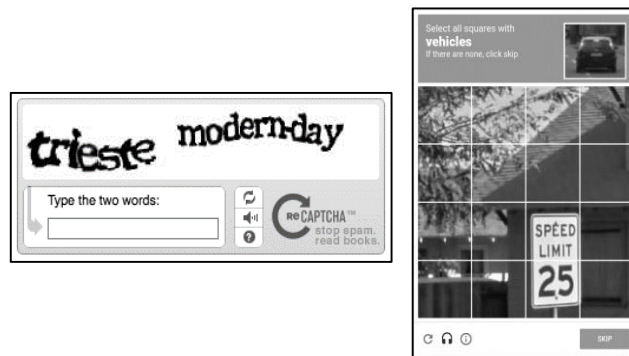 trieste modern-day
Type the two words:
reCAPTCHA™
stop spam.
read books.
Select all squares with
vehicles
If there are none, click skip
SPEED
LIMIT
25
SKIP